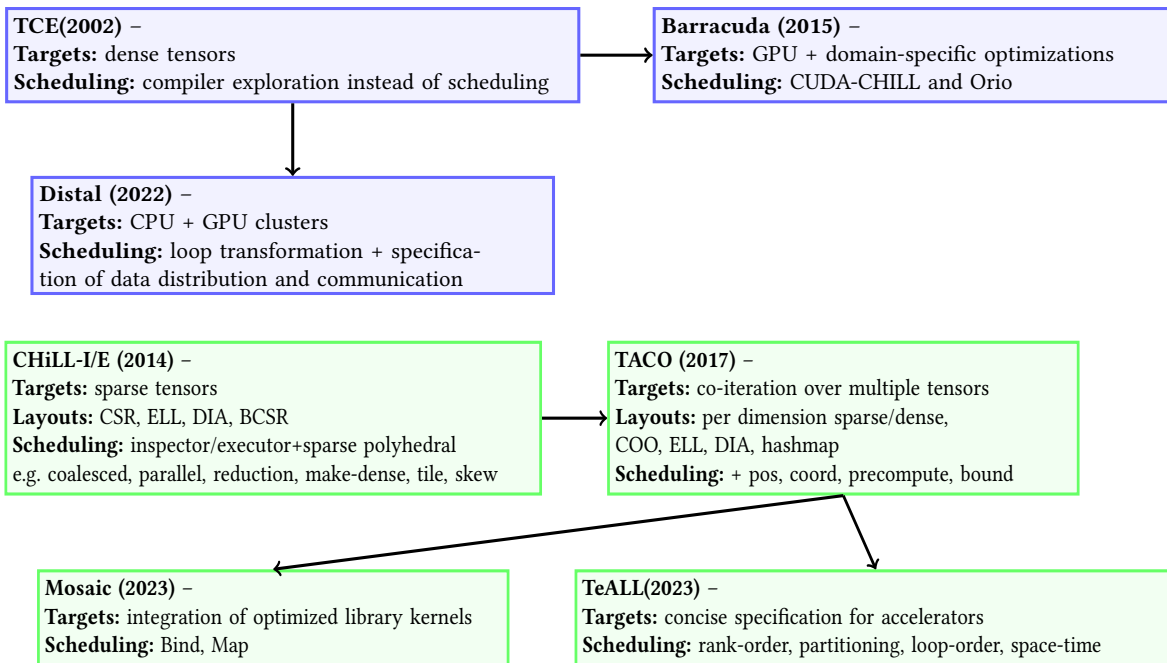 TCE(2002) –
Targets: dense tensors
Scheduling: compiler exploration instead of scheduling
Barracuda (2015) –
Targets: GPU + domain-specific optimizations
Scheduling: CUDA-CHILL and Orio
Distal (2022) –
Targets: CPU + GPU clusters
Scheduling: loop transformation + specifica-
tion of data distribution and communication
CHiLL-I/E (2014) –
Targets: sparse tensors
Layouts: CSR, ELL, DIA, BCSR
Scheduling: inspector/executor+sparse polyhedral
e.g. coalesced, parallel, reduction, make-dense, tile, skew
TACO (2017) –
Targets: co-iteration over multiple tensors
Layouts: per dimension sparse/dense,
COO, ELL, DIA, hashmap
Scheduling: + pos, coord, precompute, bound
Mosaic (2023) –
Targets: integration of optimized library kernels
Scheduling: Bind, Map
TeALL(2023) –
Targets: concise specification for accelerators
Scheduling: rank-order, partitioning, loop-order, space-time